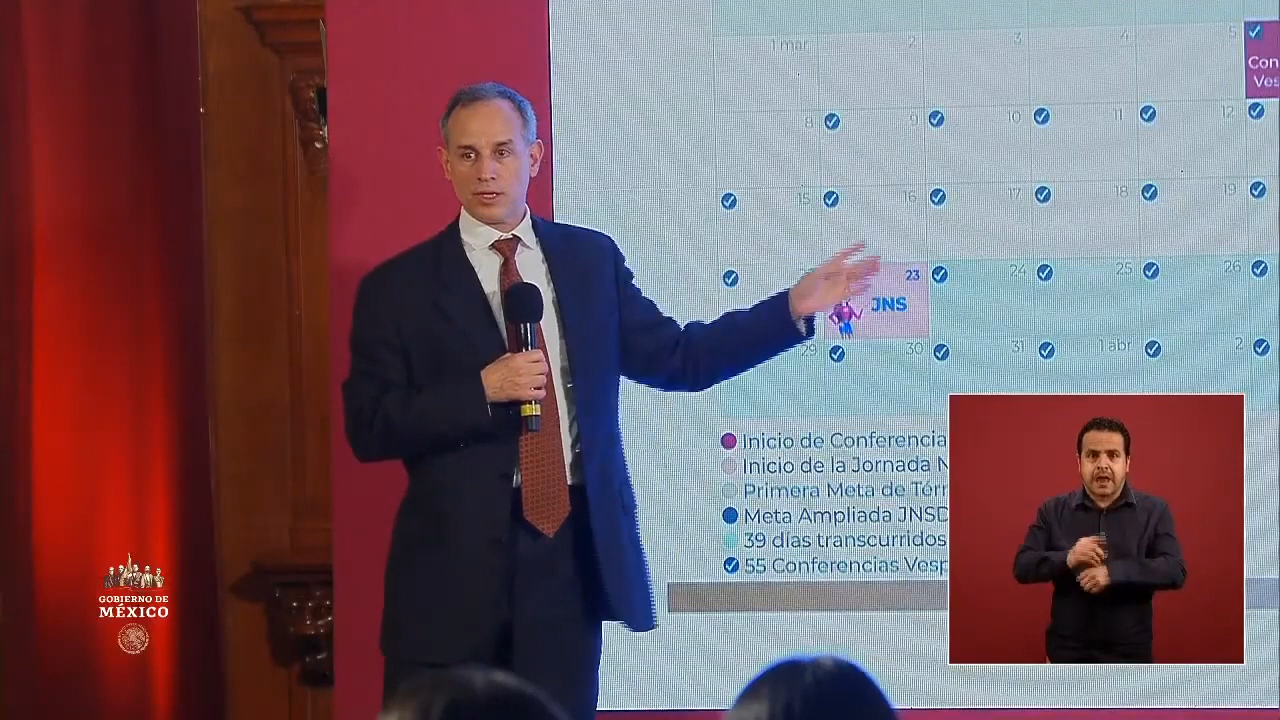 1 mar
2
3
4
5
Con
Ves
8
9
10
11
12
15
16
17
18
19
23
24
25
26
JNS
29
30
31
1 abr
2
Inicio de Conferencia
Inicio de la Jornada N
Primera Meta de Térr
Meta Ampliada JNSD
39 días transcurridos
55 Conferencias Vesp
GOBIERNO DE
MÉXICO